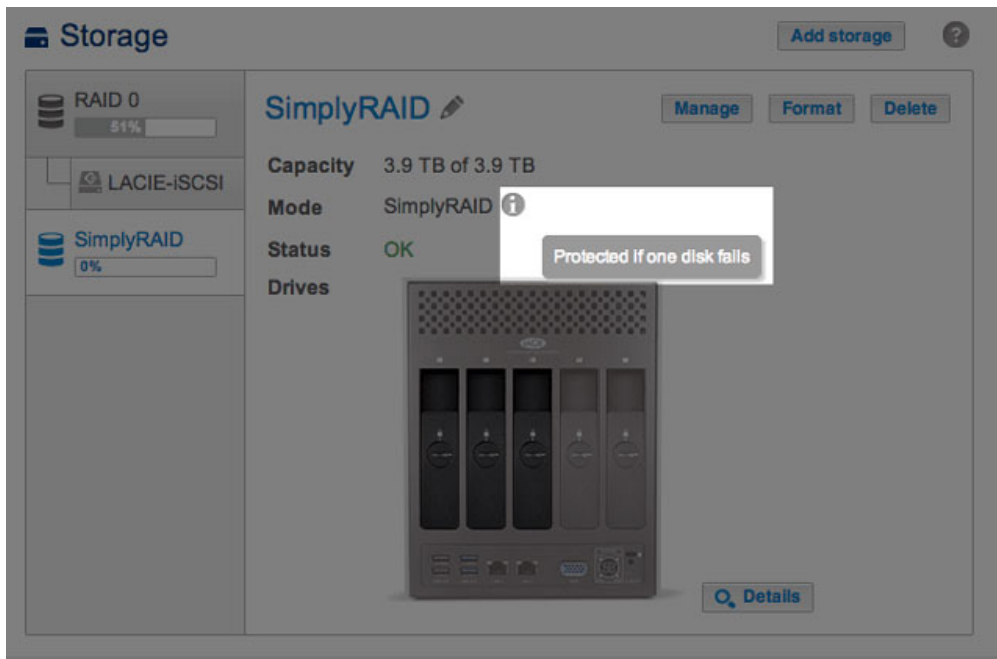 Storage
Add storage
?
RAID 0
51%
LACIE-iSCSI
SimplyRAID
0%
SimplyRAID
Manage
Format
Delete
Capacity 3.9 TB of 3.9 TB
Mode SimplyRAID i
Status OK
Protected if one disk fails
Drives
LACIE
Details